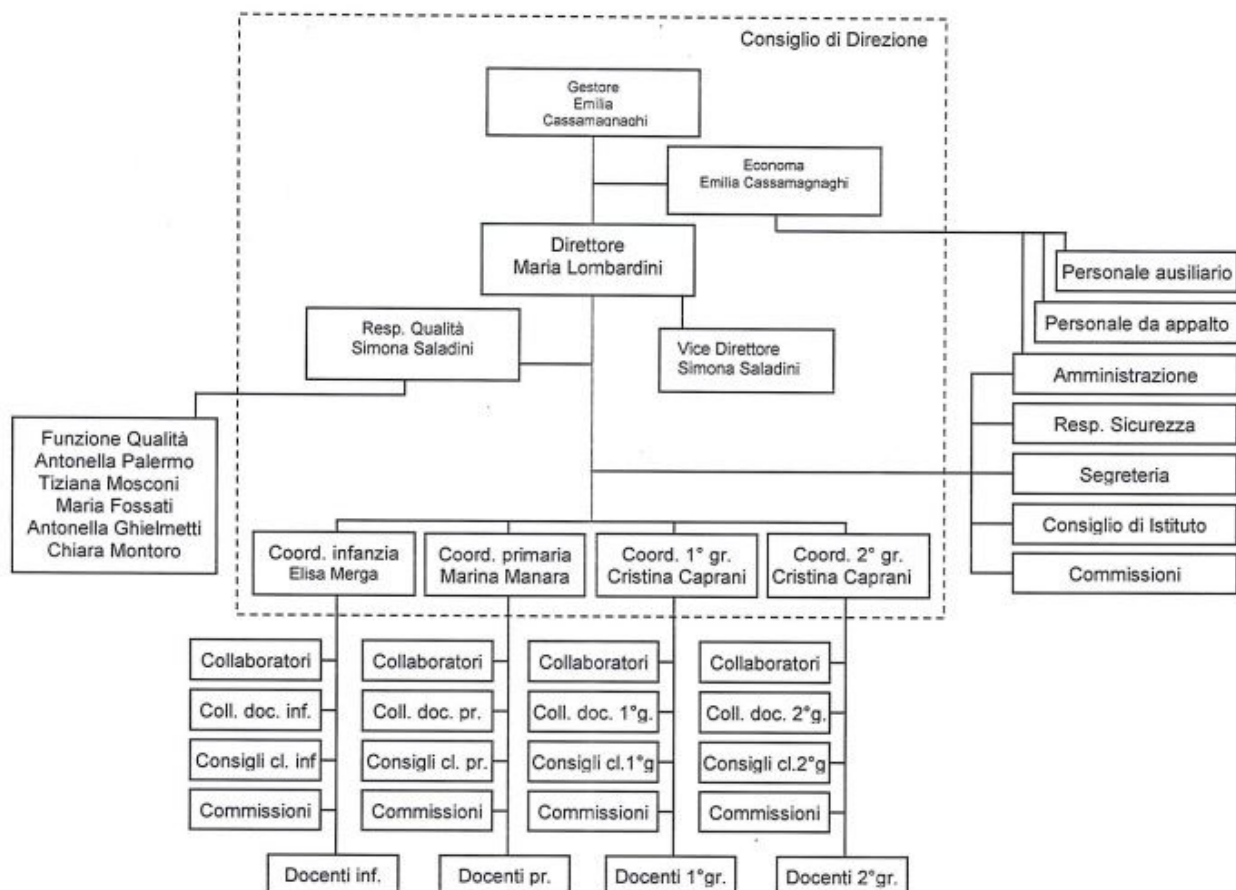 Consiglio di Direzione
Gestore
Emilia
Cassamagnaghi
Economa
Emilia Cassamagnaghi
Direttore
Maria Lombardini
Personale ausiliario
Personale da appalto
Resp. Qualità
Simona Saladini
Vice Direttore
Simona Saladini
Amministrazione
Resp. Sicurezza
Segreteria
Consiglio di Istituto
Commissioni
Funzione Qualità
Antonella Palermo
Tiziana Mosconi
Maria Fossati
Antonella Ghielmetti
Chiara Montoro
Coord. infanzia
Elisa Merga
Coord. primaria
Marina Manara
Coord. 1° gr.
Cristina Caprani
Coord. 2° gr.
Cristina Caprani
Collaboratori
Collaboratori
Collaboratori
Collaboratori
Coll. doc. inf.
Coll. doc. pr.
Coll. doc. 1°g.
Coll. doc. 2°g.
Consigli cl. inf
Consigli cl. pr.
Consigli cl.1°g
Consigli cl.2°g
Commissioni
Commissioni
Commissioni
Commissioni
Docenti inf.
Docenti pr.
Docenti 1°gr.
Docenti 2°gr.